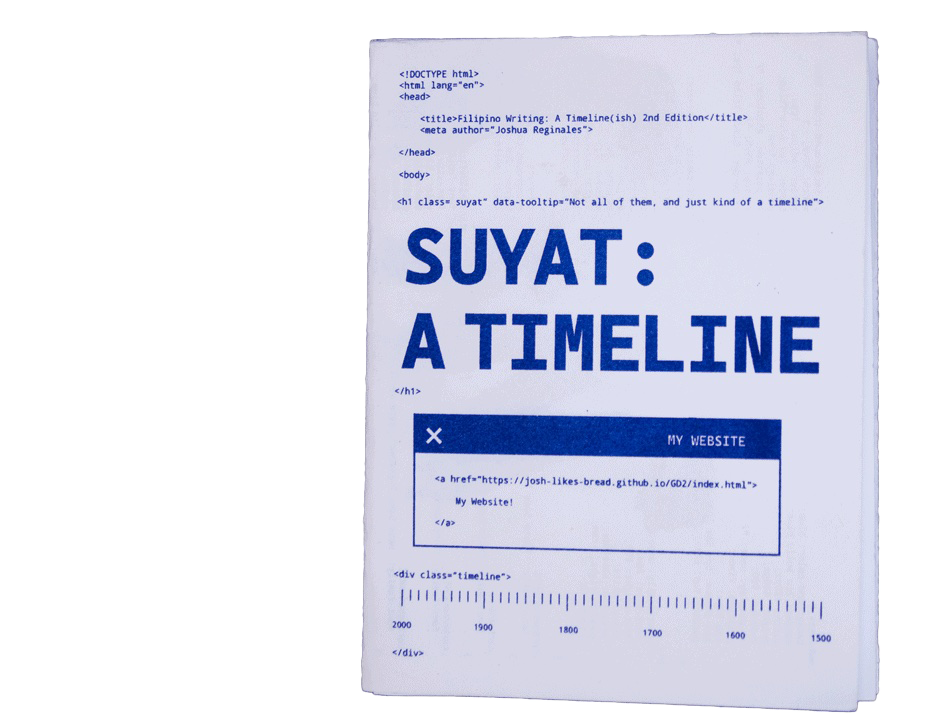 <!DOCTYPE html>
<html lang="en">
<head>
<title>Filipino Writing: A Timeline(ish) 2nd Edition</title>
<meta author="Joshua Reginales">
</head>
<body>
<h1 class= suyat" data-tooltip="Not all of them, and just kind of a timeline">
SUYAT:
A TIMELINE
</h1>
× MY WEBSITE
<a href="https://josh-likes-bread.github.io/GD2/index.html">
My Website!
</a>
<div class="timeline">
2000 1900 1800 1700 1600 1500
</div>